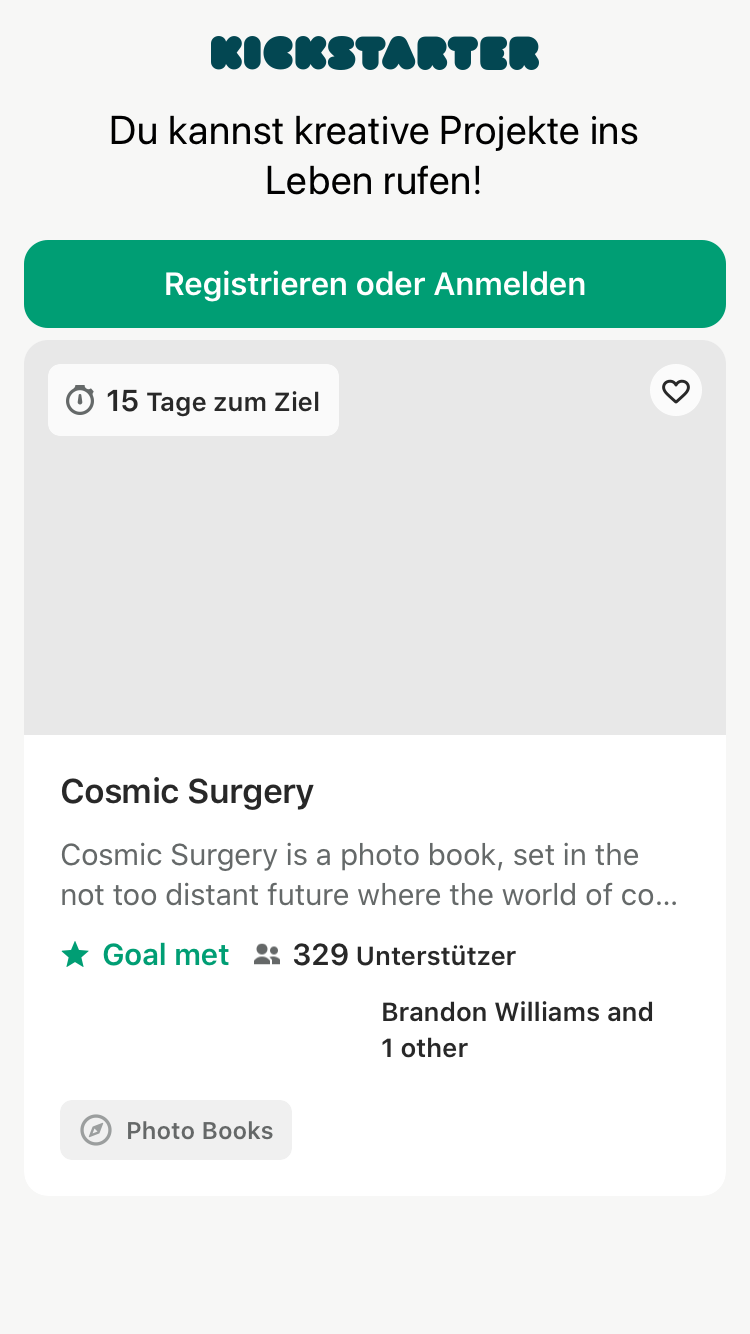 KICKSTARTER
Du kannst kreative Projekte ins
Leben rufen!
Registrieren oder Anmelden
15 Tage zum Ziel
Cosmic Surgery
Cosmic Surgery is a photo book, set in the
not too distant future where the world of co...
Goal met 329 Unterstützer
Brandon Williams and
1 other
Photo Books